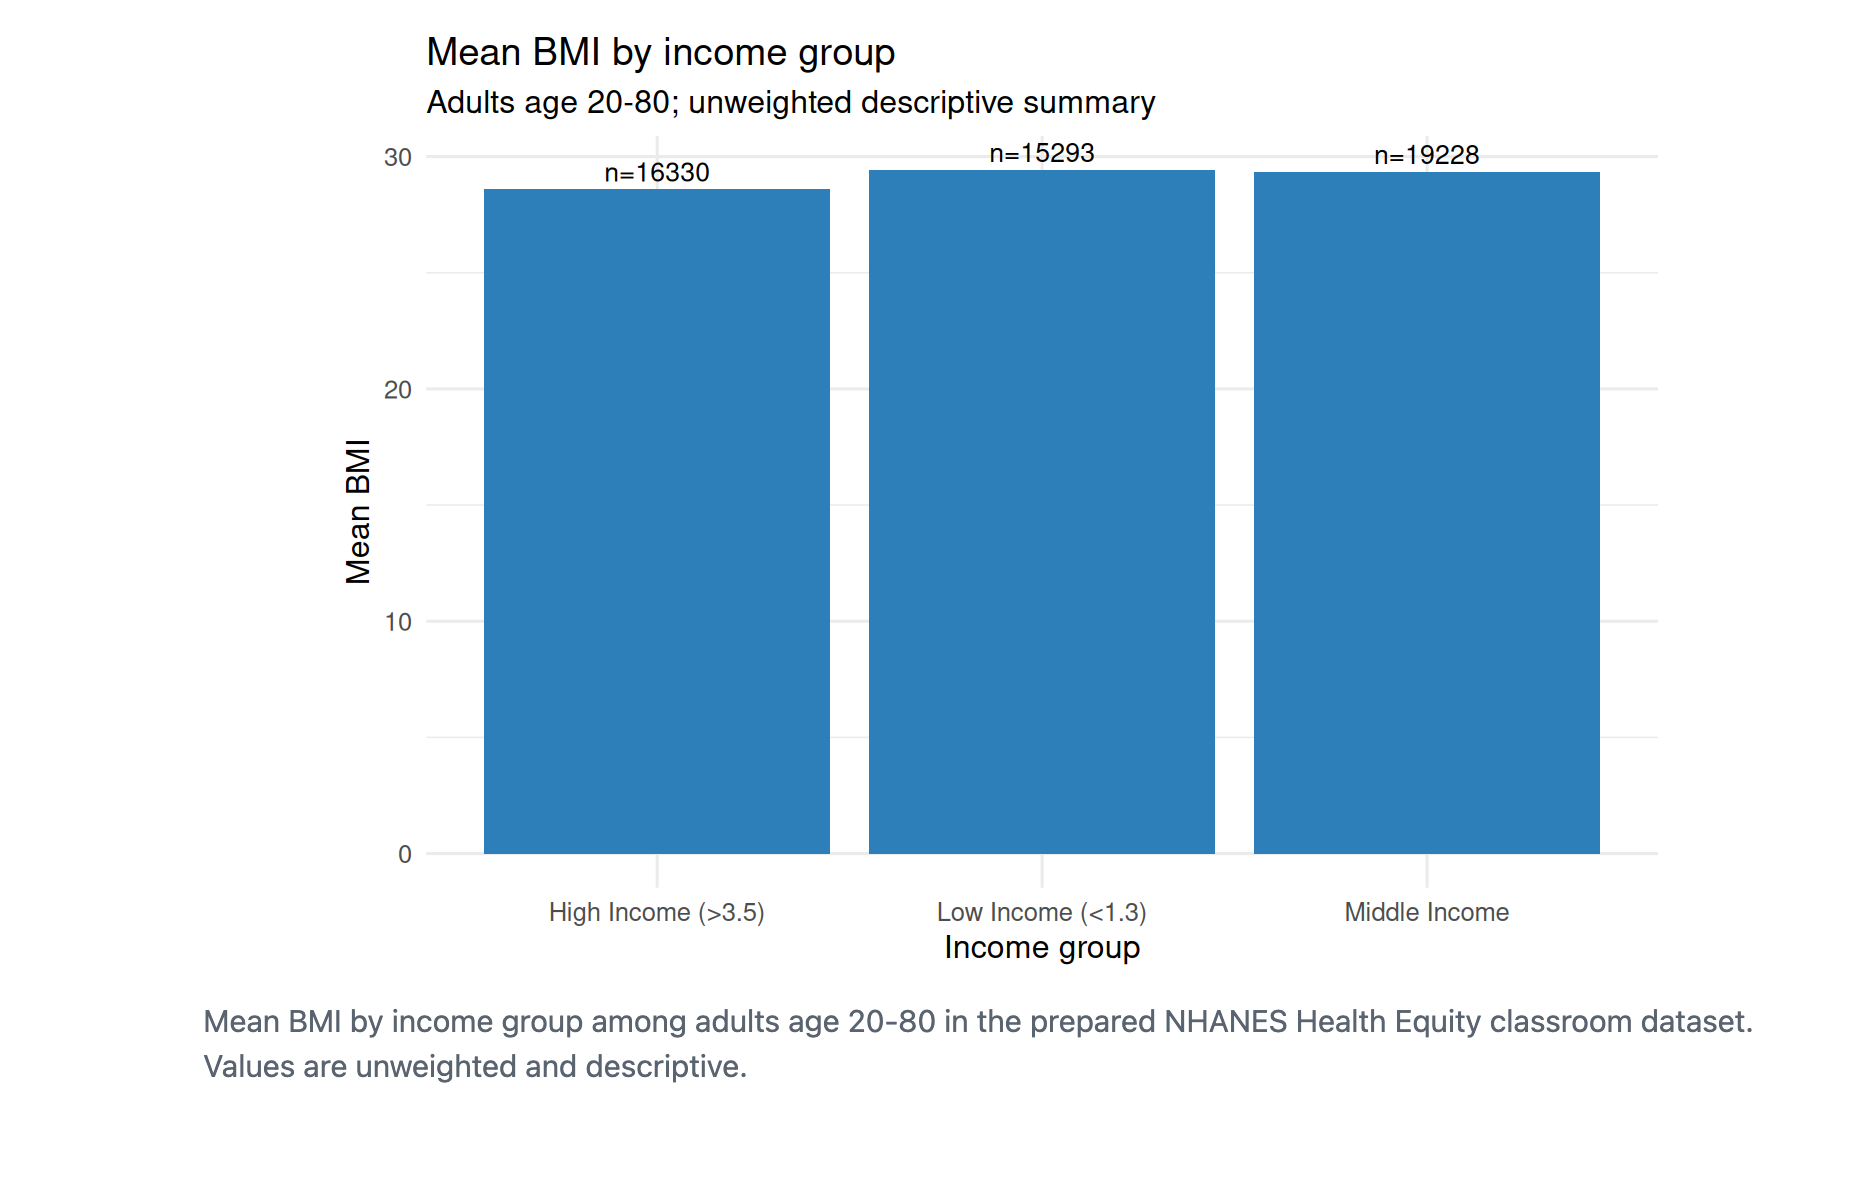 Mean BMI by income group
Adults age 20-80; unweighted descriptive summary
30
n=16330
n=15293
n=19228
20
Mean BMI
10
0
High Income (>3.5)
Low Income (<1.3)
Middle Income
Income group
Mean BMI by income group among adults age 20-80 in the prepared NHANES Health Equity classroom dataset.
Values are unweighted and descriptive.